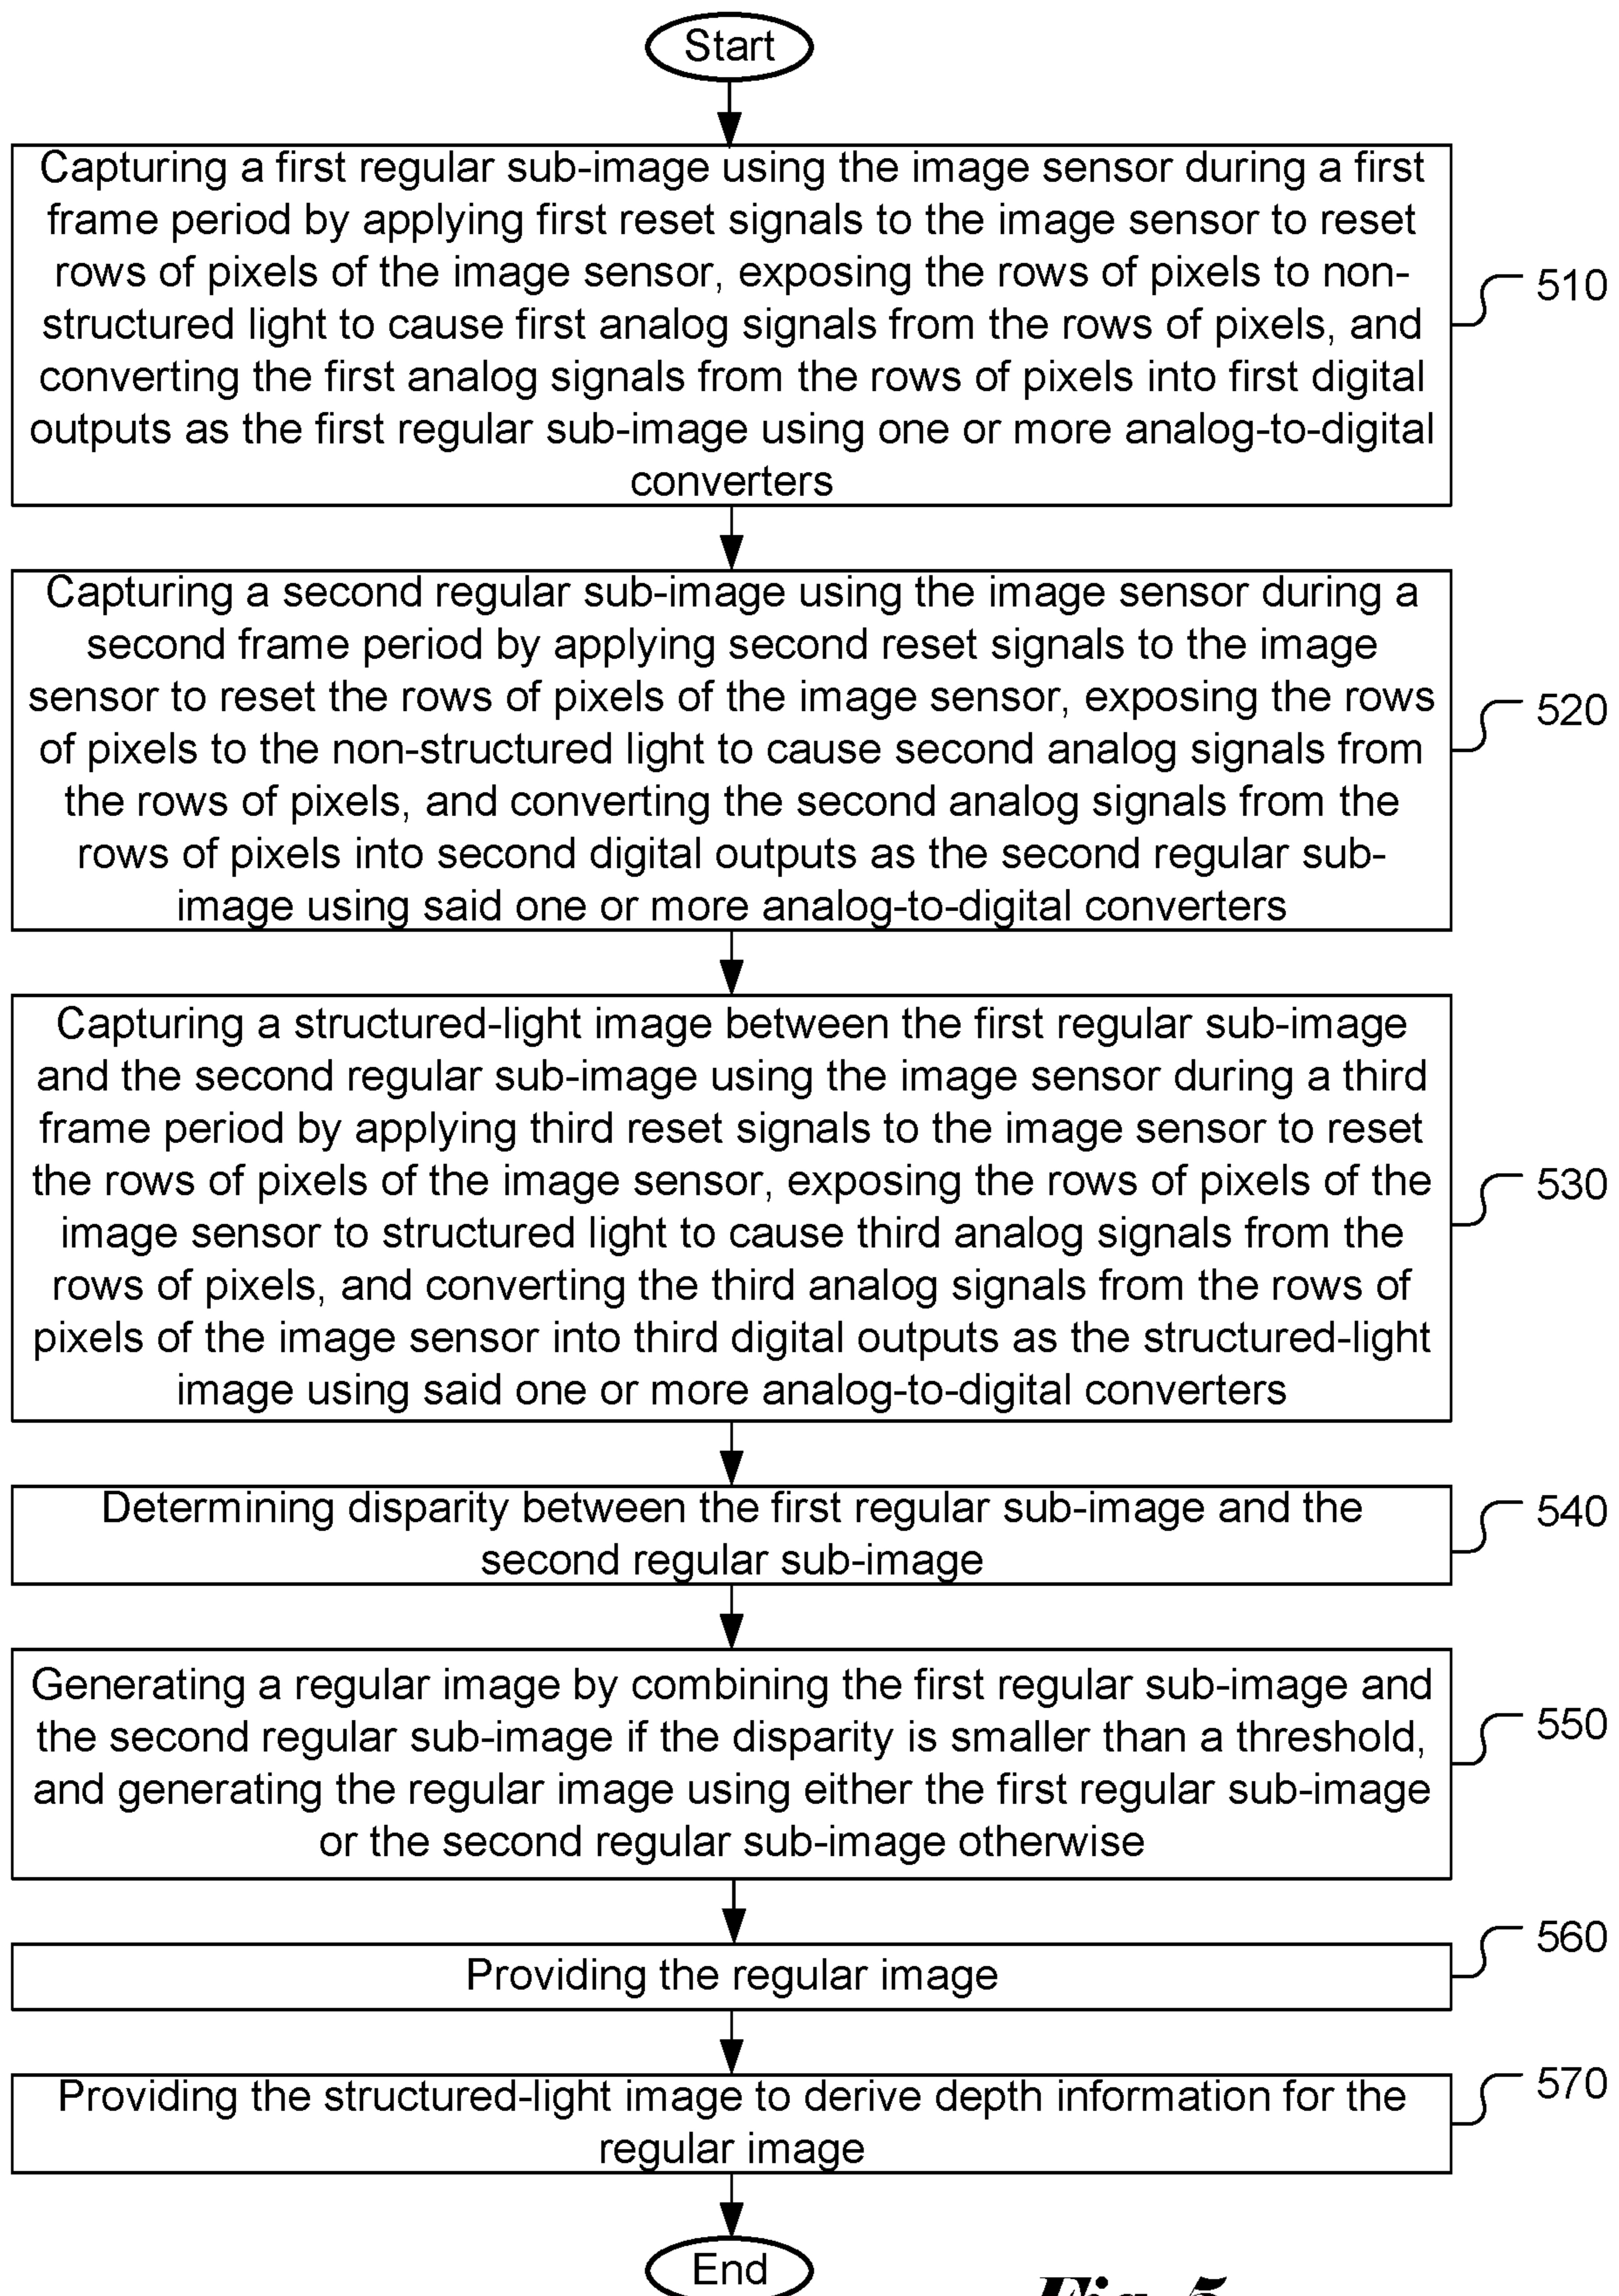 Start
Capturing a first regular sub-image using the image sensor during a first
frame period by applying first reset signals to the image sensor to reset
rows of pixels of the image sensor, exposing the rows of pixels to non-
structured light to cause first analog signals from the rows of pixels, and
converting the first analog signals from the rows of pixels into first digital
outputs as the first regular sub-image using one or more analog-to-digital
converters
510
Capturing a second regular sub-image using the image sensor during a
second frame period by applying second reset signals to the image
sensor to reset the rows of pixels of the image sensor, exposing the rows
of pixels to the non-structured light to cause second analog signals from
the rows of pixels, and converting the second analog signals from the
rows of pixels into second digital outputs as the second regular sub-
image using said one or more analog-to-digital converters
520
Capturing a structured-light image between the first regular sub-image
and the second regular sub-image using the image sensor during a third
frame period by applying third reset signals to the image sensor to reset
the rows of pixels of the image sensor, exposing the rows of pixels of the
image sensor to structured light to cause third analog signals from the
rows of pixels, and converting the third analog signals from the rows of
pixels of the image sensor into third digital outputs as the structured-light
image using said one or more analog-to-digital converters
530
Determining disparity between the first regular sub-image and the
second regular sub-image
540
Generating a regular image by combining the first regular sub-image and
the second regular sub-image if the disparity is smaller than a threshold,
and generating the regular image using either the first regular sub-image
or the second regular sub-image otherwise
550
Providing the regular image
560
Providing the structured-light image to derive depth information for the
regular image
570
End